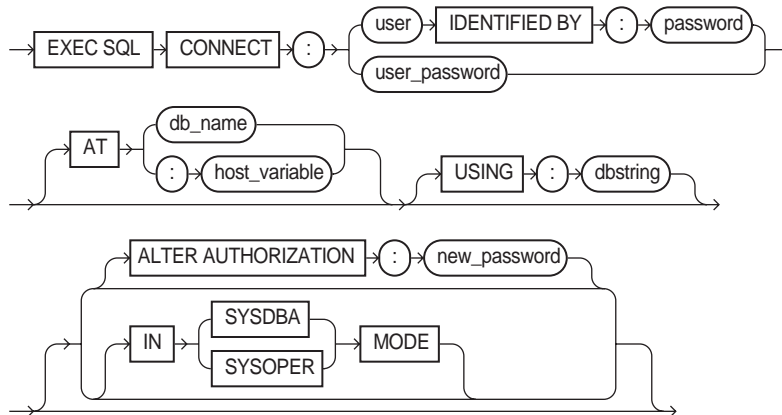 EXEC SQL CONNECT : user IDENTIFIED BY : password
user_password
AT db_name
: host_variable
USING : dbstring
ALTER AUTHORIZATION : new_password
IN SYSDBA MODE
SYSOPER